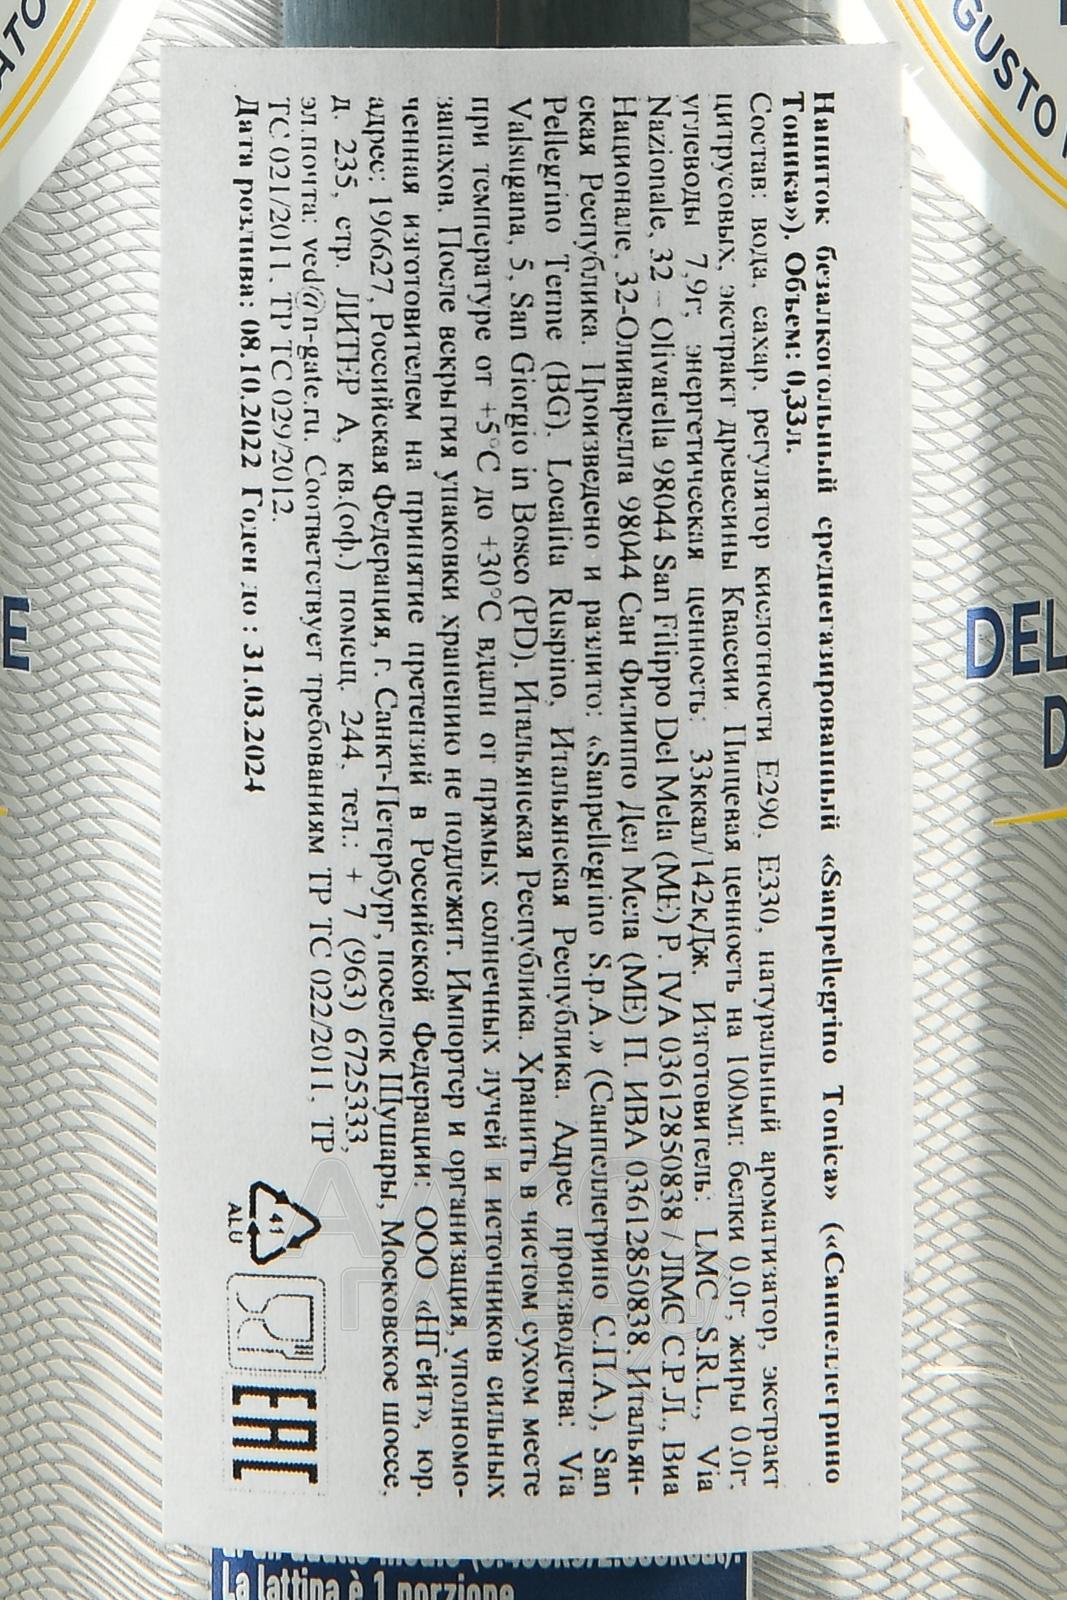 Напиток безалкогольный среднегазированный «Sanpellegrino Tonica» («Санпеллегрино
Тоника»). Объем: 0,33л.
Состав: вода, сахар, регулятор кислотности E290, E330, натуральный ароматизатор, экстракт
цитрусовых, экстракт древесины Квассии. Пищевая ценность на 100мл: белки 0,0г, жиры 0.0г.
углеводы 7,9г, энергетическая ценность: 33ккал/142кДж. Изготовитель: LMC S.R.L., Via
Nazionale, 32 – Olivarella 98044 San Filippo Del Mela (ME) P. IVA 03612850838 / ЛМС С.Р.Л., Виа
Национале, 32-Оливарелла 98044 Сан Филиппо Дел Мела (МЕ) П. ИВА 03612850838, Итальян-
ская Республика. Произведено и разлито: «Sanpellegrino S.p.A.» (Санпеллегрино С.П.А.), San
Pellegrino Terme (BG), Localita Ruspino, Итальянская Республика. Адрес производства: Via
Valsugana, 5, San Giorgio in Bosco (PD). Итальянская Республика. Хранить в чистом сухом месте
при температуре от +5°C до +30°C вдали от прямых солнечных лучей и источников сильных
запахов. После вскрытия упаковки хранению не подлежит. Импортер и организация, уполномо-
ченная изготовителем на принятие претензий в Российской Федерации: ООО «НГейт», юр.
адрес: 196627, Российская Федерация, г. Санкт-Петербург, поселок Шушары, Московское шоссе,
д. 235, стр. ЛИТЕР А, кв.(оф.) помещ. 244, тел.: + 7 (963) 6725333,
эл.почта: ved@n-gate.ru. Соответствует требованиям ТР ТС 022/2011, ТР
ТС 021/2011, ТР ТС 029/2012.
Дата розлива: 08.10.2022 Годен до : 31.03.2024
41
ALU
EAC
GUSTO
DEL
D
E
La lattina è 1 porzione
АЛКО
ГЛАВА